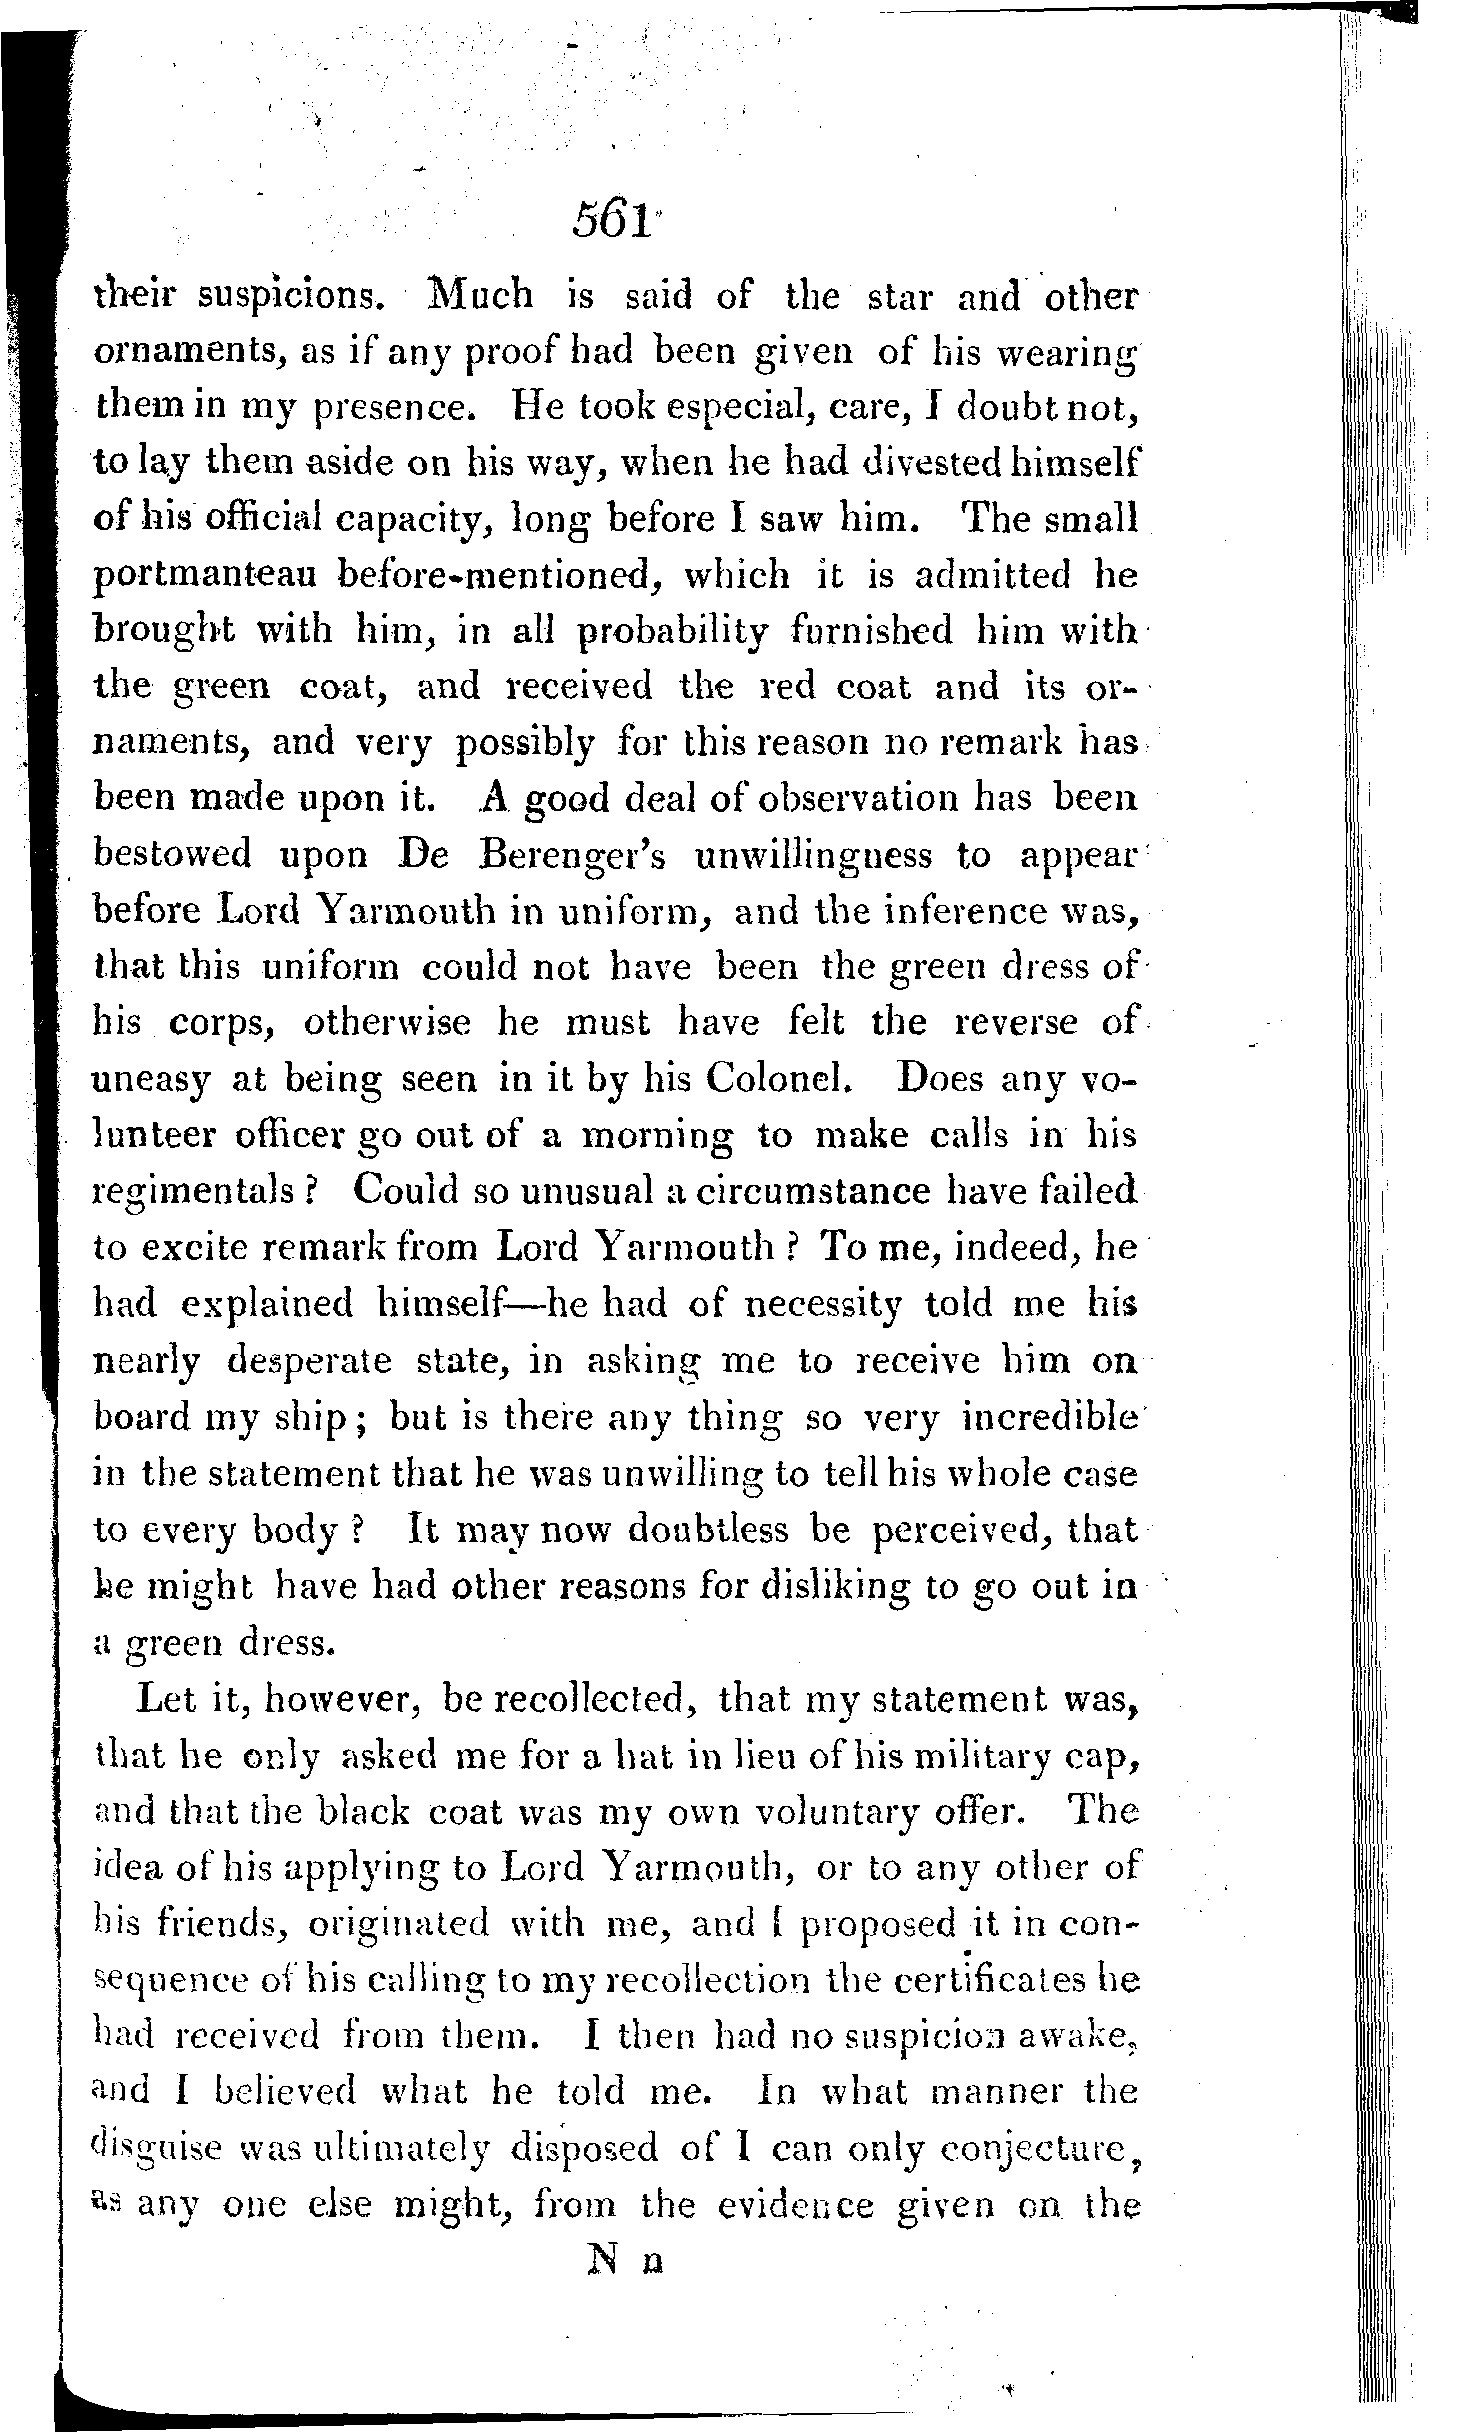 561
their suspicions. Much is said of the star and other
ornaments, as if any proof had been given of his wearing
them in my presence. He took especial, care, I doubt not,
to lay them aside on his way, when he had divested himself
of his official capacity, long before I saw him. The small
portmanteau before-mentioned, which it is admitted he
brought with him, in all probability furnished him with
the green coat, and received the red coat and its or-
naments, and very possibly for this reason no remark has
been made upon it. A good deal of observation has been
bestowed upon De Berenger's unwillingness to appear
before Lord Yarmouth in uniform, and the inference was,
that this uniform could not have been the green dress of
his corps, otherwise he must have felt the reverse of
uneasy at being seen in it by his Colonel. Does any vo-
lunteer officer go out of a morning to make calls in his
regimentals ? Could so unusual a circumstance have failed
to excite remark from Lord Yarmouth ? To me, indeed, he
had explained himself—he had of necessity told me his
nearly desperate state, in asking me to receive him on
board my ship; but is there any thing so very incredible
in the statement that he was unwilling to tell his whole case
to every body ? It may now doubtless be perceived, that
he might have had other reasons for disliking to go out in
a green dress.
Let it, however, be recollected, that my statement was,
that he only asked me for a hat in lieu of his military cap,
and that the black coat was my own voluntary offer. The
idea of his applying to Lord Yarmouth, or to any other of
his friends, originated with me, and I proposed it in con-
sequence of his calling to my recollection the certificates he
had received from them. I then had no suspicion awake,
and I believed what he told me. In what manner the
disguise was ultimately disposed of I can only conjecture,
as any one else might, from the evidence given on the
N n